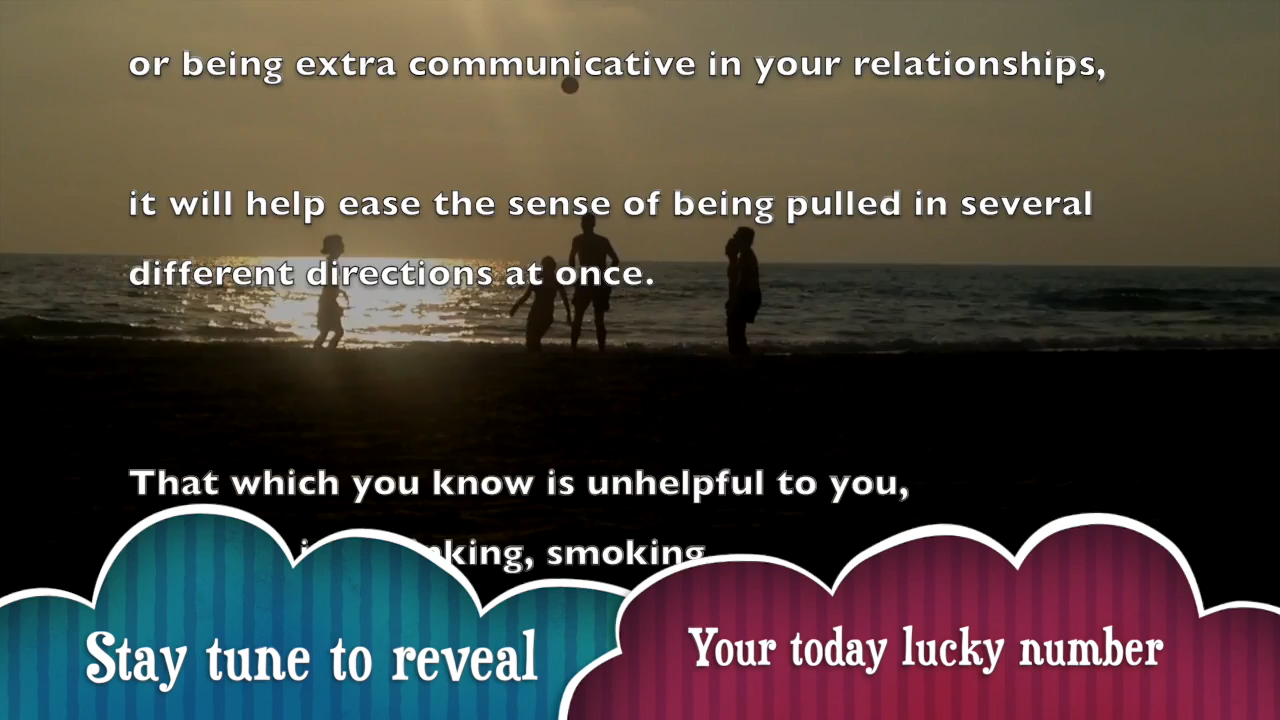 or being extra communicative in your relationships,
it will help ease the sense of being pulled in several
different directions at once.
That which you know is unhelpful to you,
smoking
Stay tune to reveal
Your today lucky number